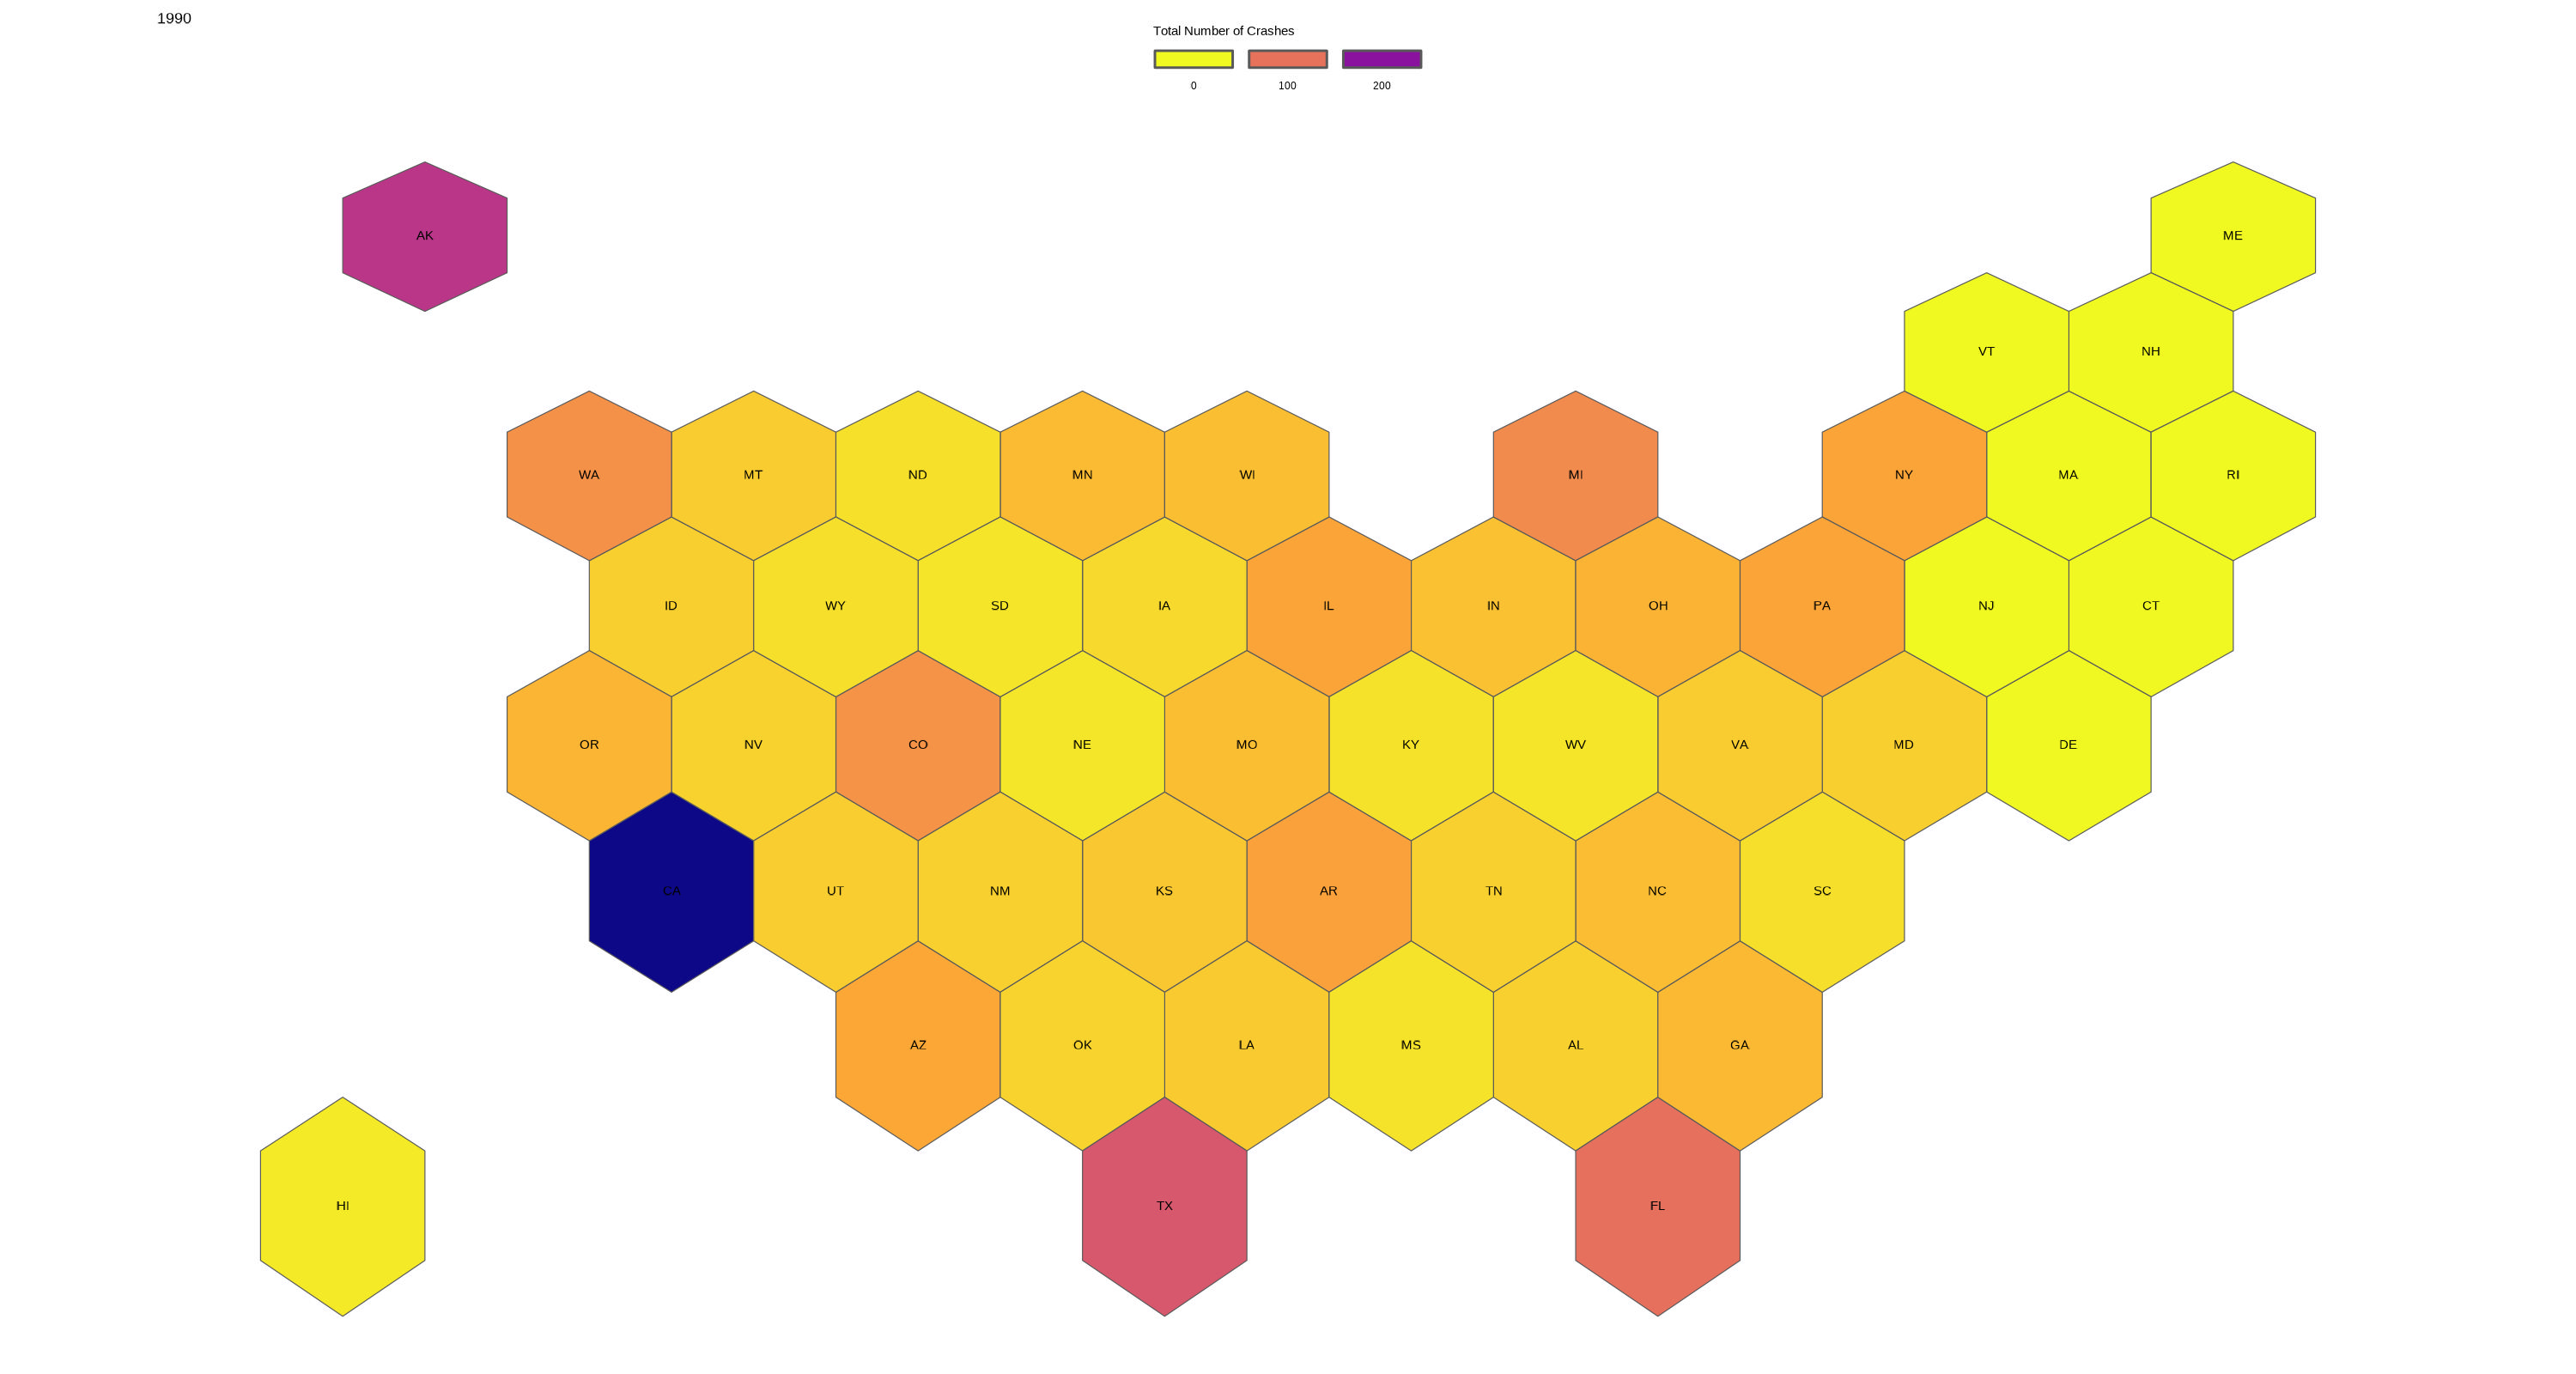 1990
Total Number of Crashes
0 100 200
AK ME
VT NH
WA MT ND MN WI MI NY MA RI
ID WY SD IA IL IN OH PA NJ CT
OR NV CO NE MO KY WV VA MD DE
CA UT NM KS AR TN NC SC
AZ OK LA MS AL GA
HI TX FL